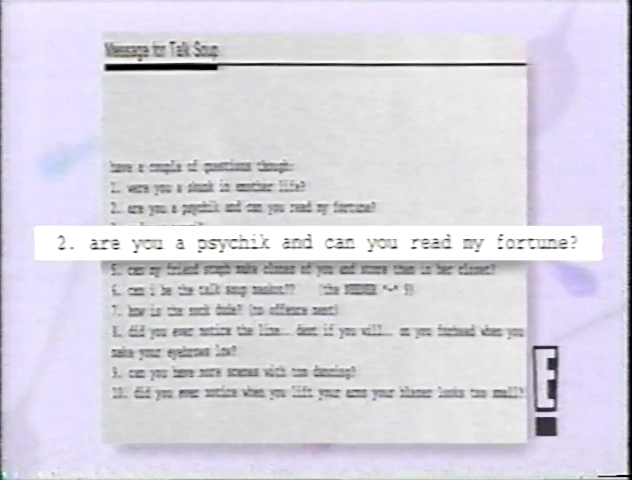 Message for Talk Soup
have a couple of questions though:
1. were you a skunk in another life?
2. are you a psychik and can you read my fortune?
2. are you a psychik and can you read my fortune?
5. can my friend steph make clones of you and store them in her closet?
6. can i be the talk soup maskot?? (the
7. how is the sock dude? (no offence ment)
8. did you ever notice the line.. dent if you will.. on you forhead when you
make your eyebrows low?
9. can you have more scenes with tom dancing?
10. did you ever notice when you lift your arms your blazer looks too small?
E!